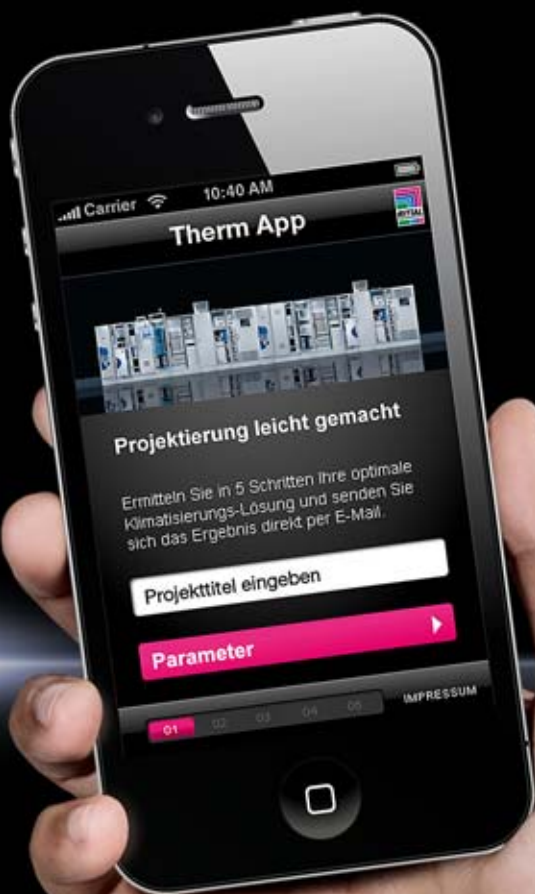 Carrier 10:40 AM
Therm App
RITTAL
Projektierung leicht gemacht
Ermitteln Sie in 5 Schritten Ihre optimale
Klimatisierungs-Lösung und senden Sie
sich das Ergebnis direkt per E-Mail.
Projekttitel eingeben
Parameter
01 02 03 04 05 IMPRESSUM